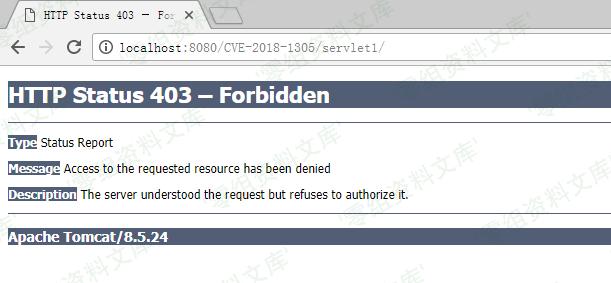 HTTP Status 403 – For
localhost:8080/CVE-2018-1305/servlet1/
HTTP Status 403 – Forbidden
Type Status Report
Message Access to the requested resource has been denied
Description The server understood the request but refuses to authorize it.
Apache Tomcat/8.5.24
'零组资料文库'